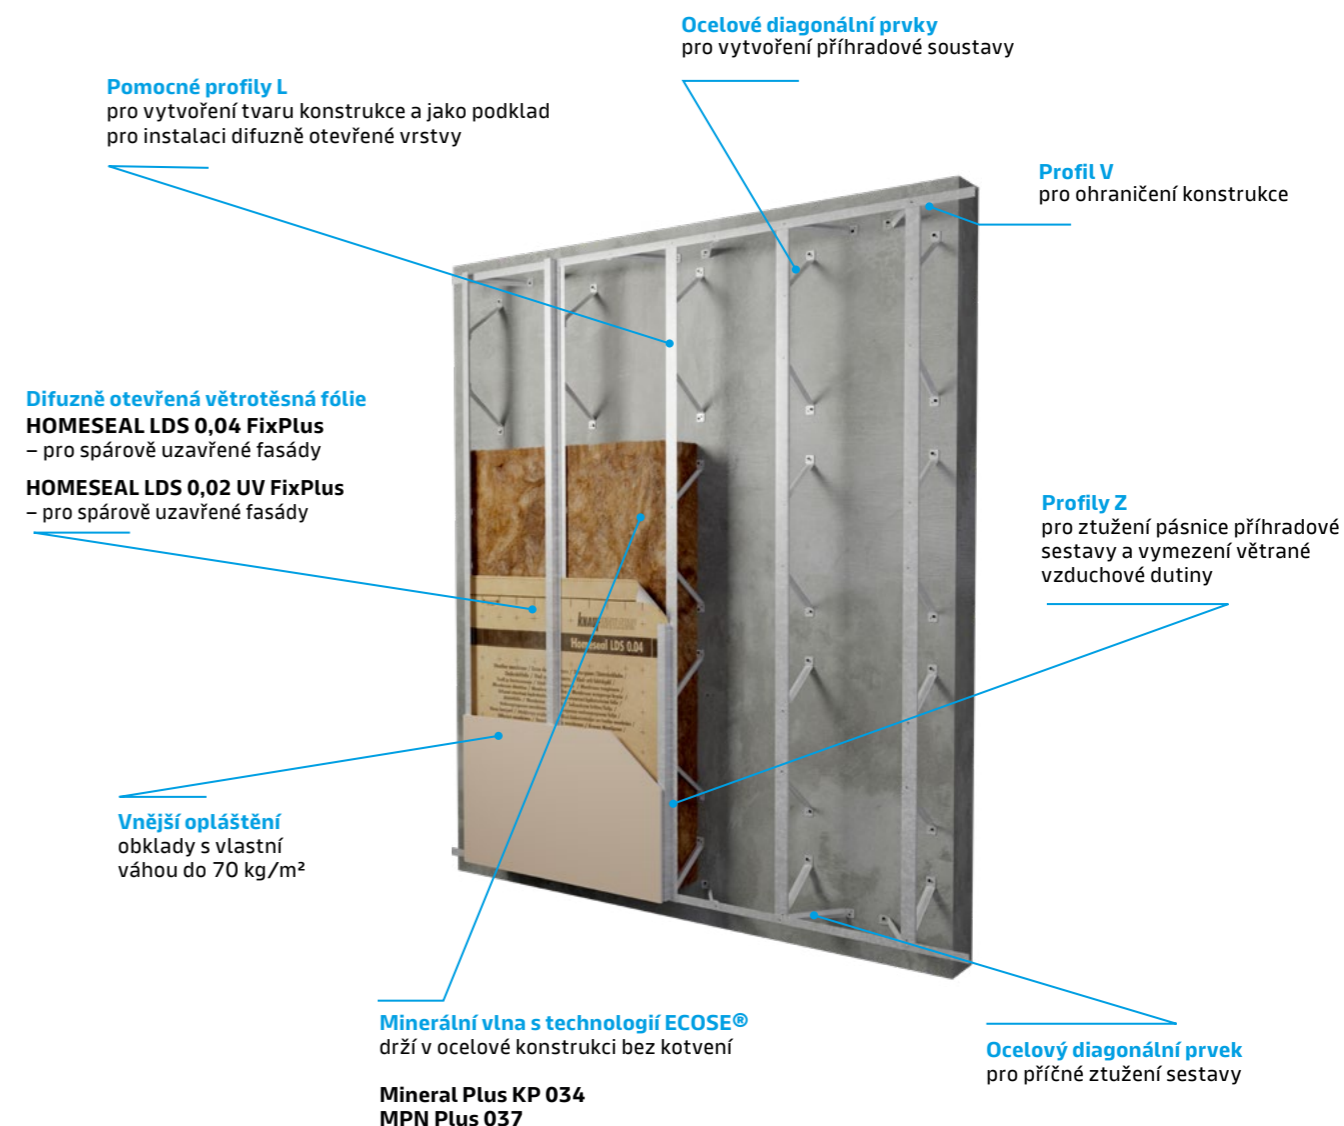 Ocelové diagonální prvky
pro vytvoření příhradové soustavy
Pomocné profily L
pro vytvoření tvaru konstrukce a jako podklad
pro instalaci difuzně otevřené vrstvy
Profil V
pro ohraničení konstrukce
Difuzně otevřená větrotěsná fólie
HOMESEAL LDS 0,04 FixPlus
– pro spárově uzavřené fasády
HOMESEAL LDS 0,02 UV FixPlus
– pro spárově uzavřené fasády
Profily Z
pro ztužení pásnice příhradové
sestavy a vymezení větrané
vzduchové dutiny
knaufinsulation
Homeseal LDS 0.04
Vnější opláštění
obklady s vlastní
váhou do 70 kg/m²
Minerální vlna s technologií ECOSE®
drží v ocelové konstrukci bez kotvení
Mineral Plus KP 034
MPN Plus 037
Ocelový diagonální prvek
pro příčné ztužení sestavy